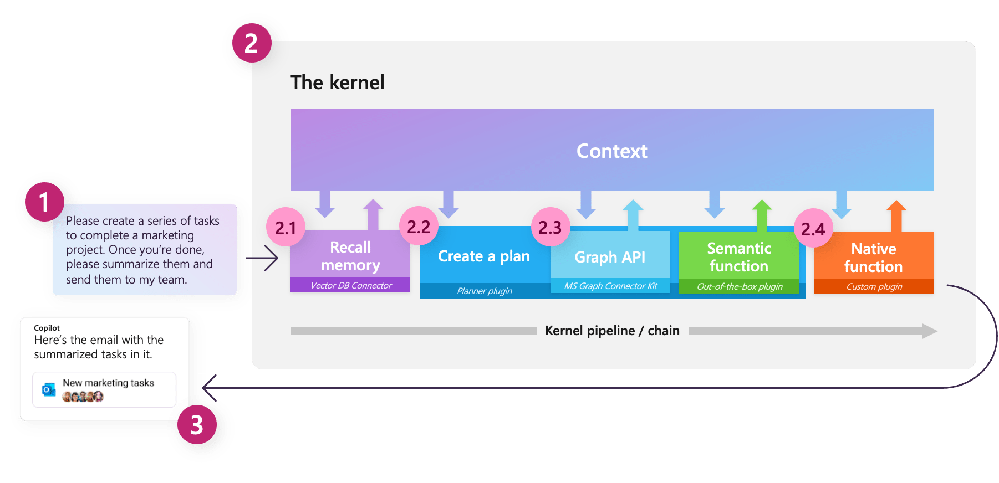 2
The kernel
Context
1
Please create a series of tasks
to complete a marketing
project. Once you're done,
please summarize them and
send them to my team.
2.1
Recall
memory
Vector DB Connector
2.2
Create a plan
Planner plugin
2.3
Graph API
MS Graph Connector Kit
Semantic
function
Out-of-the-box plugin
2.4
Native
function
Custom plugin
Kernel pipeline / chain
Copilot
Here's the email with the
summarized tasks in it.
New marketing tasks
3